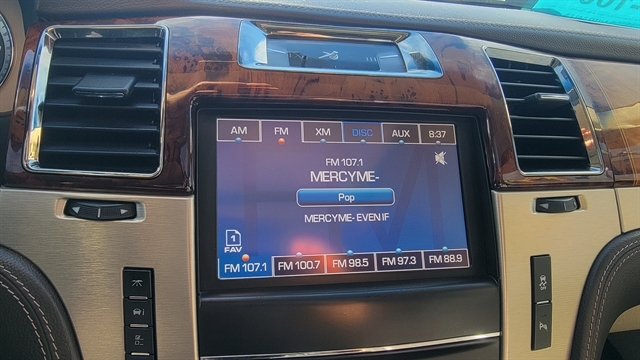 AM FM XM DISC AUX 8:37
FM 107.1
MERCYME-
Pop
MERCYME- EVEN IF
1
FAV
FM 107.1 FM 100.7 FM 98.5 FM 97.3 FM 88.9